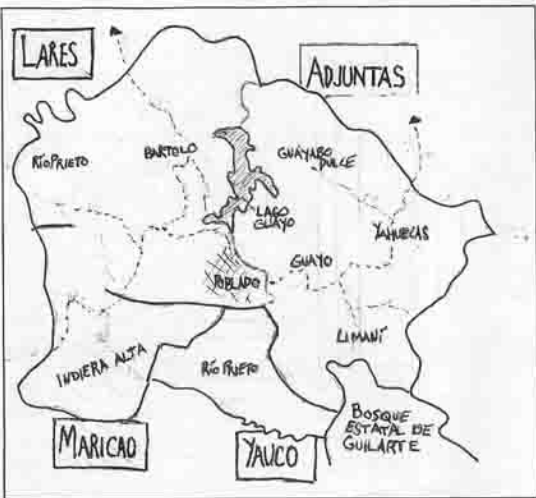 LARES
ADJUNTAS
RÍO PRIETO
BARTOLO
GUAYABO
DULCE
LAGO
GUAYO
YAHUECAS
GUAYO
POBLADO
LIMANÍ
INDIERA ALTA
RÍO PRIETO
BOSQUE
ESTATAL DE
GUILARTE
MARICAO
YAUCO